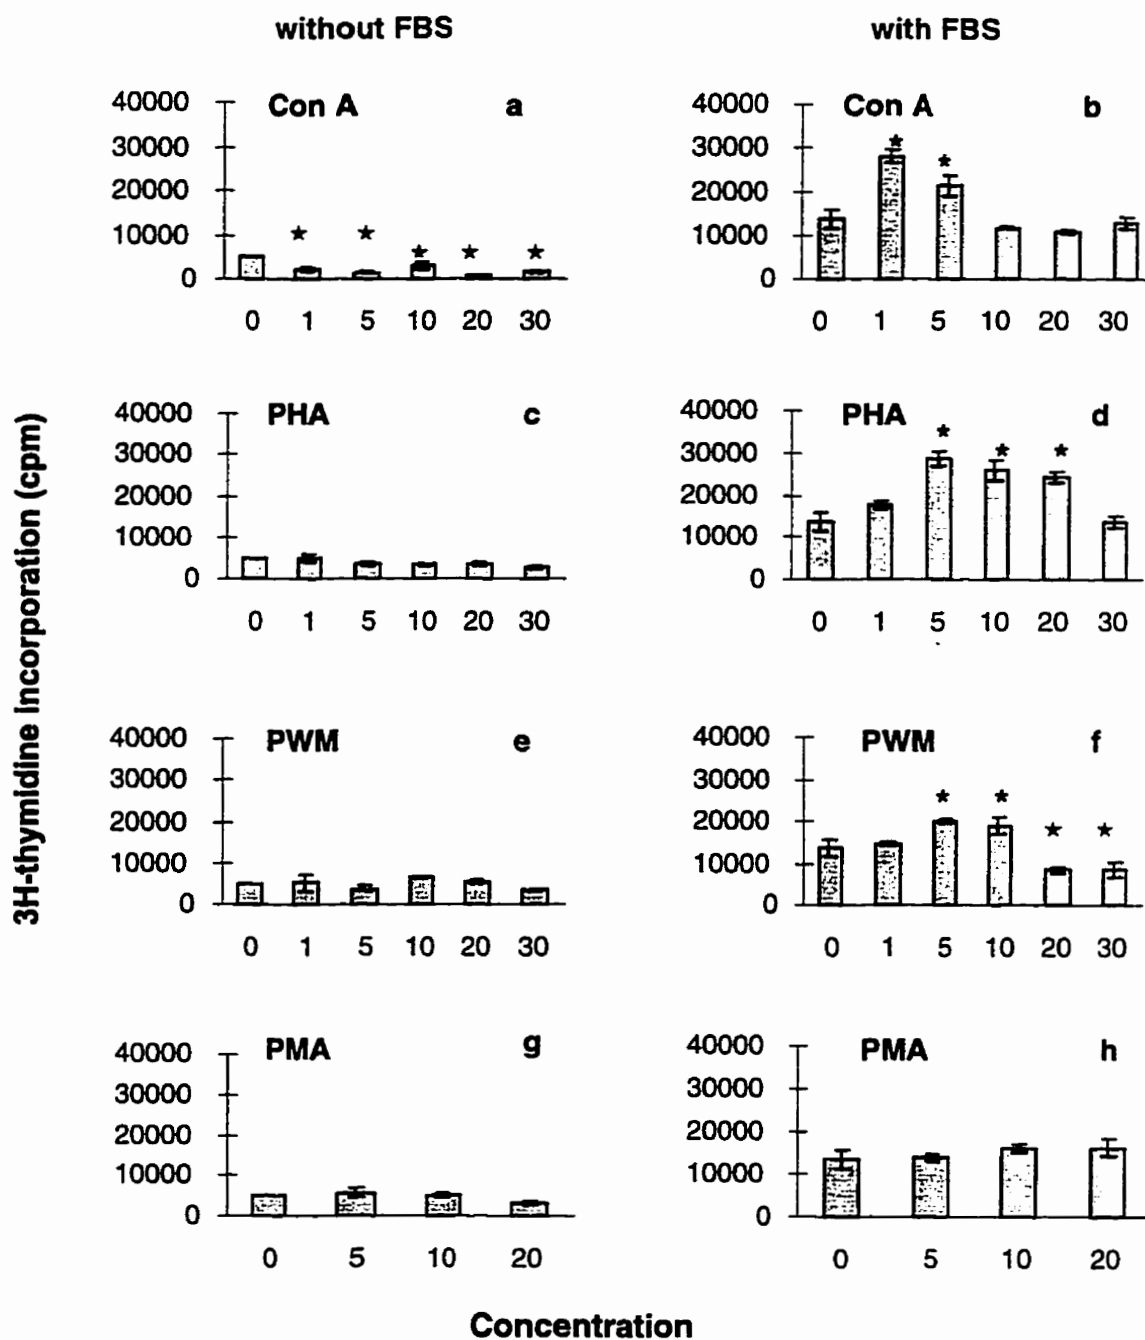 without FBS
with FBS
3H-thymidine incorporation (cpm)
Con A a
40000
30000
20000
10000
0
★ ★ ★ ★ ★
0 1 5 10 20 30
Con A b
40000
30000
20000
10000
0
★ ★
0 1 5 10 20 30
PHA c
40000
30000
20000
10000
0
0 1 5 10 20 30
PHA d
40000
30000
20000
10000
0
★ ★ ★
0 1 5 10 20 30
PWM e
40000
30000
20000
10000
0
0 1 5 10 20 30
PWM f
40000
30000
20000
10000
0
★ ★ ★ ★
0 1 5 10 20 30
PMA g
40000
30000
20000
10000
0
0 5 10 20
PMA h
40000
30000
20000
10000
0
0 5 10 20
Concentration